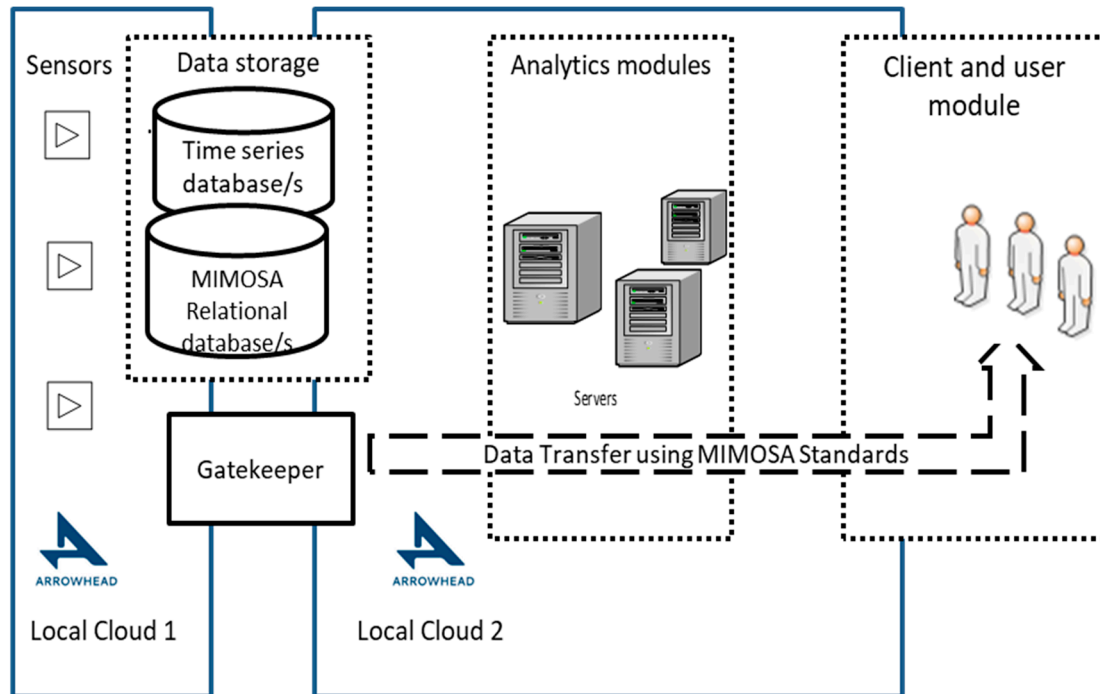 Sensors
Data storage
Time series
database/s
MIMOSA
Relational
database/s
Analytics modules
Servers
Client and user
module
Gatekeeper
Data Transfer using MIMOSA Standards
ARROWHEAD
Local Cloud 1
ARROWHEAD
Local Cloud 2